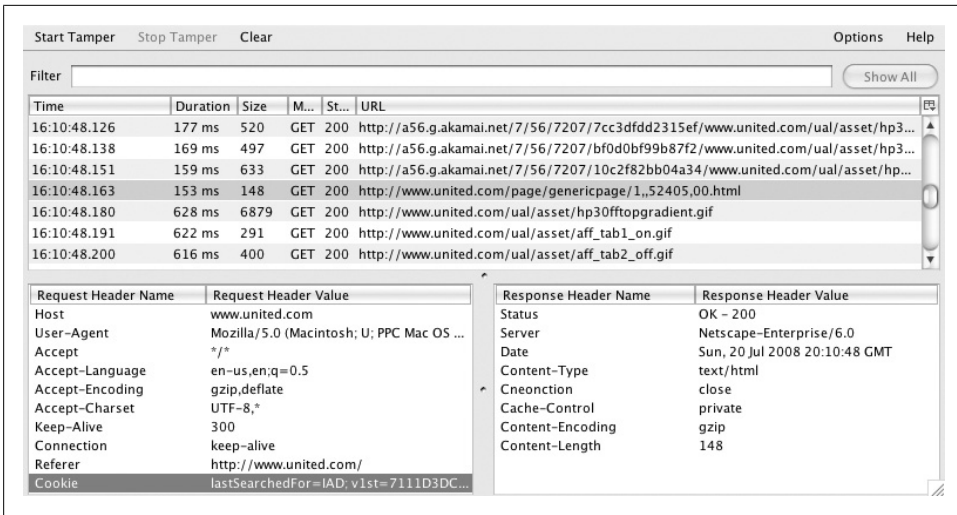 Start Tamper Stop Tamper Clear Options Help
Filter Show All
Time Duration Size M... St... URL
16:10:48.126 177 ms 520 GET 200 http://a56.g.akamai.net/7/56/7207/7cc3dfdd2315ef/www.united.com/ual/asset/hp3...
16:10:48.138 169 ms 497 GET 200 http://a56.g.akamai.net/7/56/7207/bf0d0bf99b87f2/www.united.com/ual/asset/hp3...
16:10:48.151 159 ms 633 GET 200 http://a56.g.akamai.net/7/56/7207/10c2f82bb04a34/www.united.com/ual/asset/hp...
16:10:48.163 153 ms 148 GET 200 http://www.united.com/page/genericpage/1,,52405,00.html
16:10:48.180 628 ms 6879 GET 200 http://www.united.com/ual/asset/hp30fftopgradient.gif
16:10:48.191 622 ms 291 GET 200 http://www.united.com/ual/asset/aff_tab1_on.gif
16:10:48.200 616 ms 400 GET 200 http://www.united.com/ual/asset/aff_tab2_off.gif
Request Header Name Request Header Value
Host www.united.com
User-Agent Mozilla/5.0 (Macintosh; U; PPC Mac OS ...
Accept */*
Accept-Language en-us,en;q=0.5
Accept-Encoding gzip,deflate
Accept-Charset UTF-8,*
Keep-Alive 300
Connection keep-alive
Referer http://www.united.com/
Cookie lastSearchedFor=IAD; v1st=7111D3DC...
Response Header Name Response Header Value
Status OK - 200
Server Netscape-Enterprise/6.0
Date Sun, 20 Jul 2008 20:10:48 GMT
Content-Type text/html
Cneonction close
Cache-Control private
Content-Encoding gzip
Content-Length 148